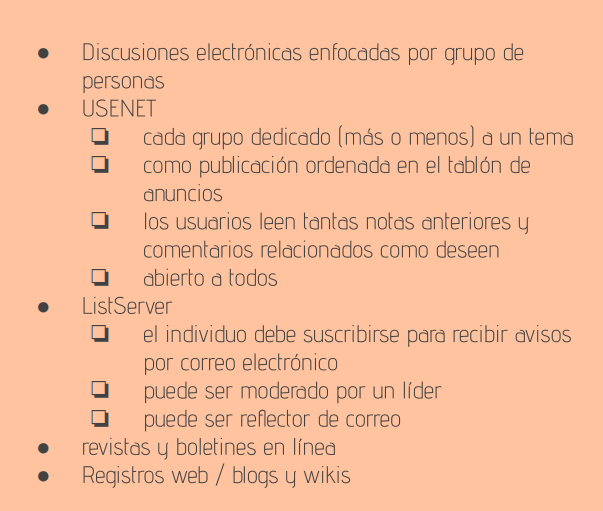 ● Discusiones electrónicas enfocadas por grupo de
personas
● USENET
❏ cada grupo dedicado (más o menos) a un tema
❏ como publicación ordenada en el tablón de
anuncios
❏ los usuarios leen tantas notas anteriores y
comentarios relacionados como deseen
❏ abierto a todos
● ListServer
❏ el individuo debe suscribirse para recibir avisos
por correo electrónico
❏ puede ser moderado por un líder
❏ puede ser reflector de correo
● revistas y boletines en línea
● Registros web / blogs y wikis